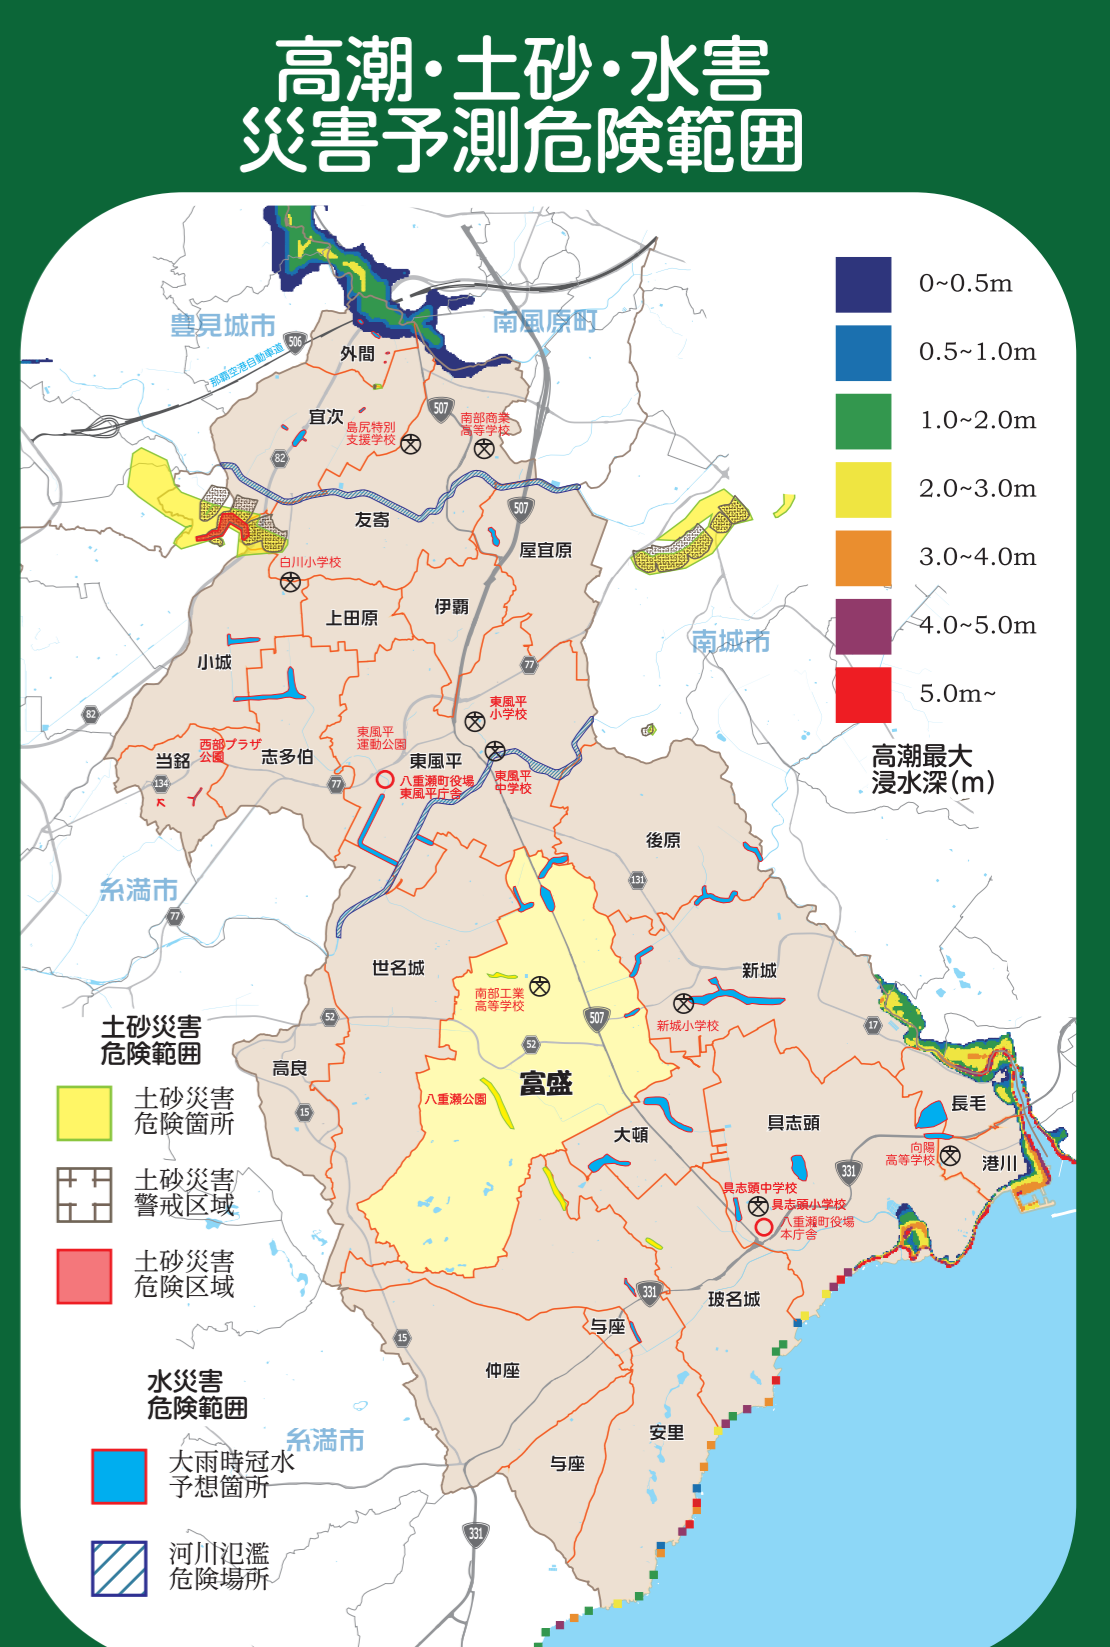 高潮・土砂・水害
災害予測危険範囲
0~0.5m
0.5~1.0m
1.0~2.0m
2.0~3.0m
3.0~4.0m
4.0~5.0m
5.0m~
高潮最大
浸水深(m)
豊見城市
南風原町
506
那覇空港自動車道
外間
宜次
507
島尻特別
支援学校
南部商業
高等学校
82
友寄
507
屋宜原
白川小学校
上田原
伊覇
南城市
小城
77
82
東風平
小学校
東風平
運動公園
西部プラザ
公園
当銘
志多伯
東風平
134
77
八重瀬町役場
東風平庁舎
東風平
中学校
後原
131
糸満市
77
世名城
新城
南部工業
高等学校
507
新城小学校
17
52
52
土砂災害
危険範囲
高良
富盛
土砂災害
危険箇所
八重瀬公園
15
長毛
大頓
具志頭
向陽
高等学校
港川
土砂災害
警戒区域
331
具志頭中学校
具志頭小学校
八重瀬町役場
本庁舎
土砂災害
危険区域
331
玻名城
与座
15
仲座
水災害
危険範囲
安里
糸満市
与座
大雨時冠水
予想箇所
331
河川氾濫
危険場所